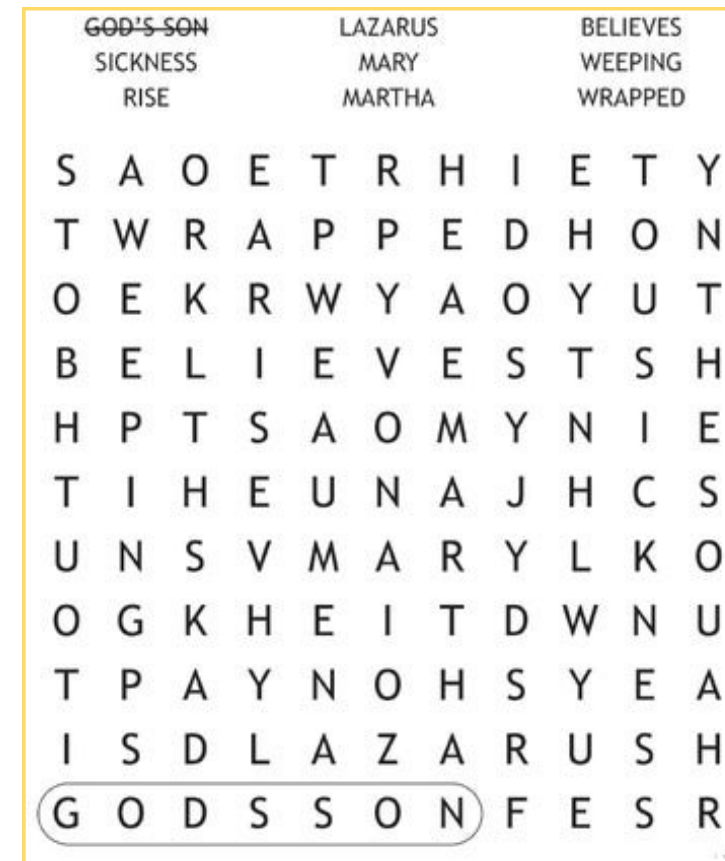 GOD'S SON LAZARUS BELIEVES
SICKNESS MARY WEEPING
RISE MARTHA WRAPPED
S A O E T R H I E T Y
T W R A P P E D H O N
O E K R W Y A O Y U T
B E L I E V E S T S H
H P T S A O M Y N I E
T I H E U N A J H C S
U N S V M A R Y L K O
O G K H E I T D W N U
T P A Y N O H S Y E A
I S D L A Z A R U S H
G O D S S O N F E S R